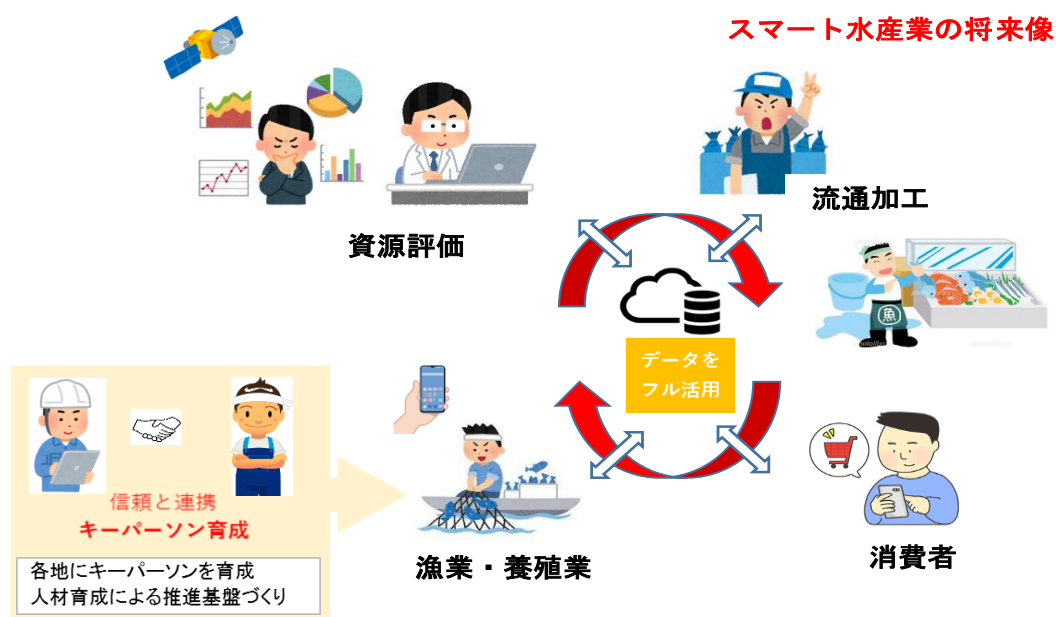 スマート水産業の将来像
流通加工
資源評価
データを
フル活用
魚
信頼と連携
キーパーソン育成
各地にキーパーソンを育成
人材育成による推進基盤づくり
漁業・養殖業
消費者